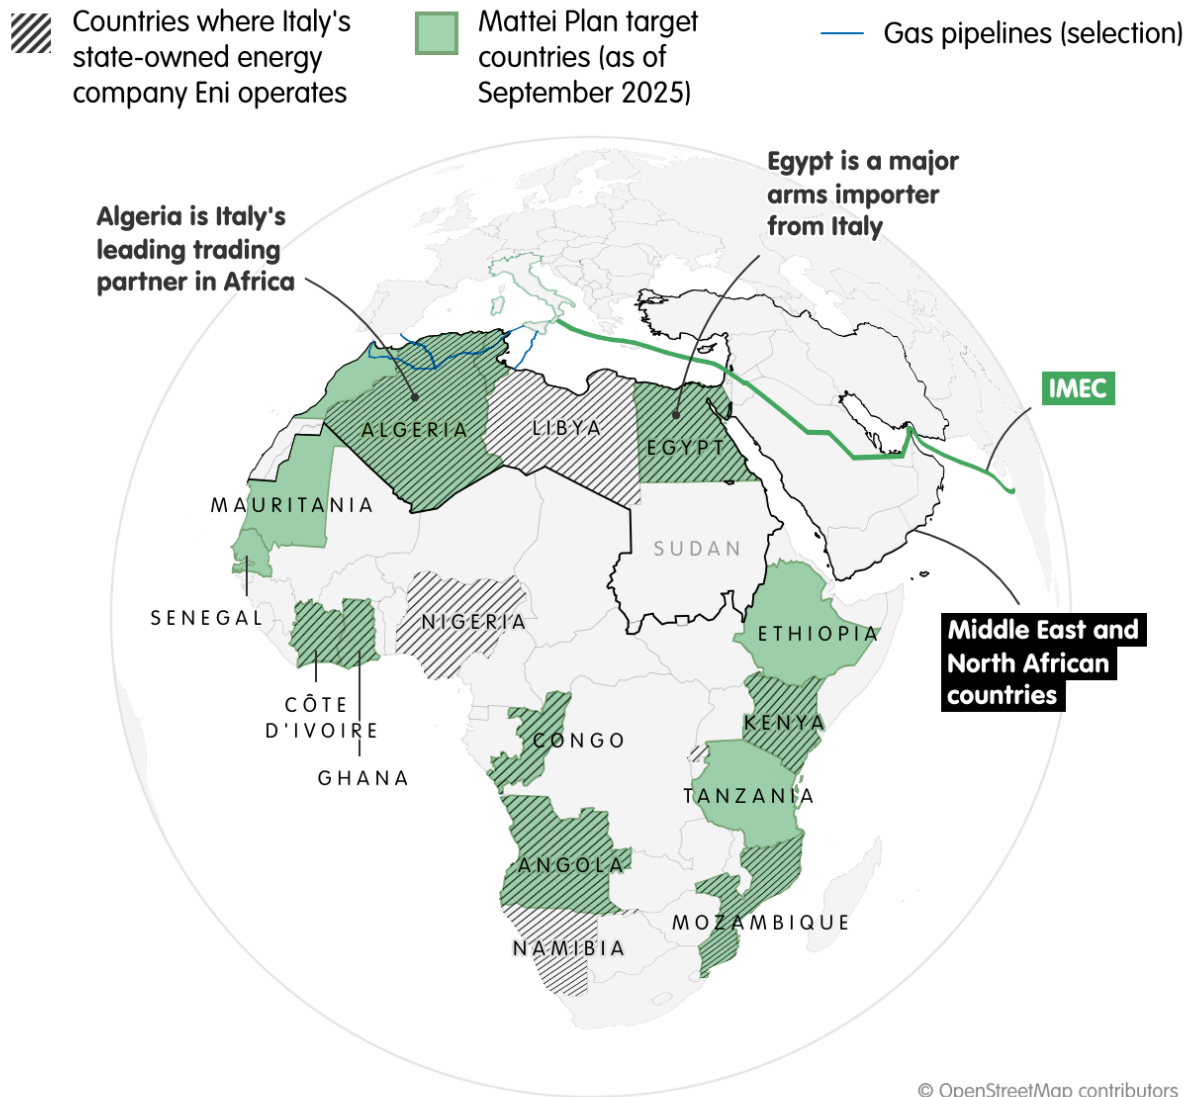 Countries where Italy's
state-owned energy
company Eni operates
Mattei Plan target
countries (as of
September 2025)
Gas pipelines (selection)
Egypt is a major
arms importer
from Italy
Algeria is Italy's
leading trading
partner in Africa
IMEC
ALGERIA
LIBYA
EGYPT
MAURITANIA
SUDAN
SENEGAL
NIGERIA
ETHIOPIA
Middle East and
North African
countries
CÔTE
D'IVOIRE
GHANA
CONGO
KENYA
TANZANIA
ANGOLA
MOZAMBIQUE
NAMIBIA
© OpenStreetMap contributors